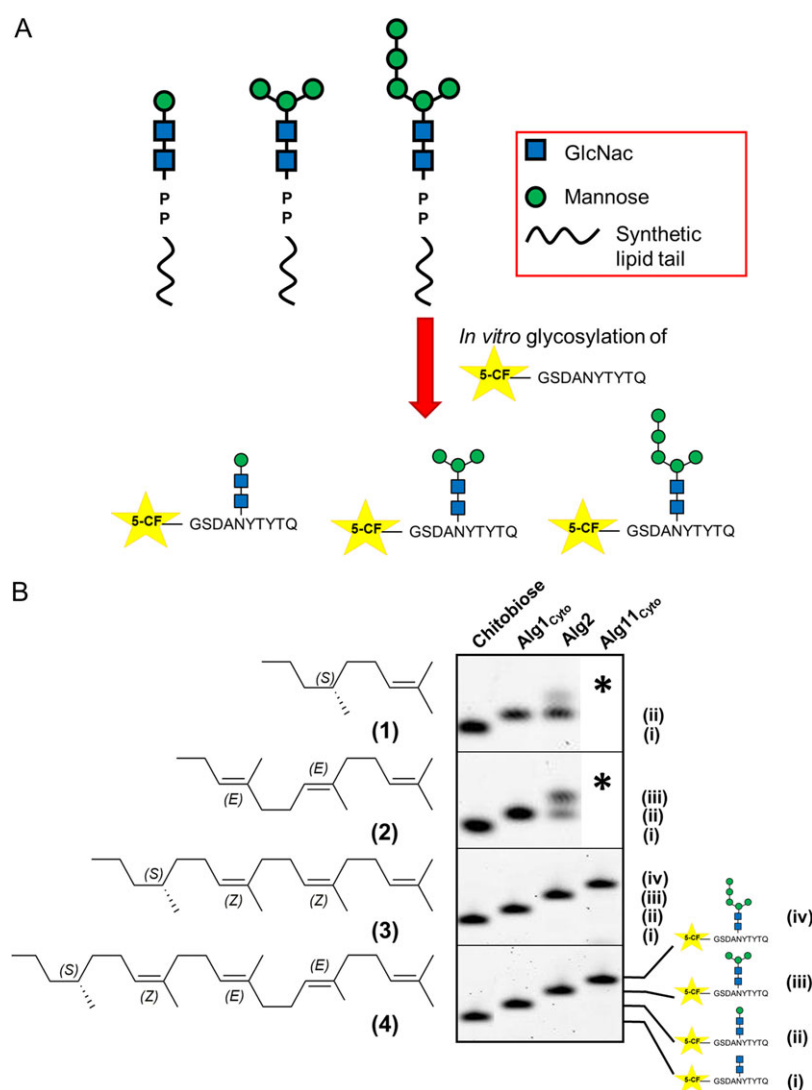 A
P
P
P
P
P
P
GlcNac
Mannose
Synthetic
lipid tail
In vitro glycosylation of
5-CF GSDANYTYTQ
5-CF GSDANYTYTQ
5-CF GSDANYTYTQ
5-CF GSDANYTYTQ
B
Chitobiose
Alg1Cyto
Alg2
Alg11Cyto
(S)
(1)
*
(ii)
(i)
(E)
(E)
(2)
*
(iii)
(ii)
(i)
(S)
(Z)
(Z)
(3)
(iv)
(iii)
(ii)
(i)
(S)
(Z)
(E)
(E)
(4)
5-CF GSDANYTYTQ
(iv)
5-CF GSDANYTYTQ
(iii)
5-CF GSDANYTYTQ
(ii)
5-CF GSDANYTYTQ
(i)